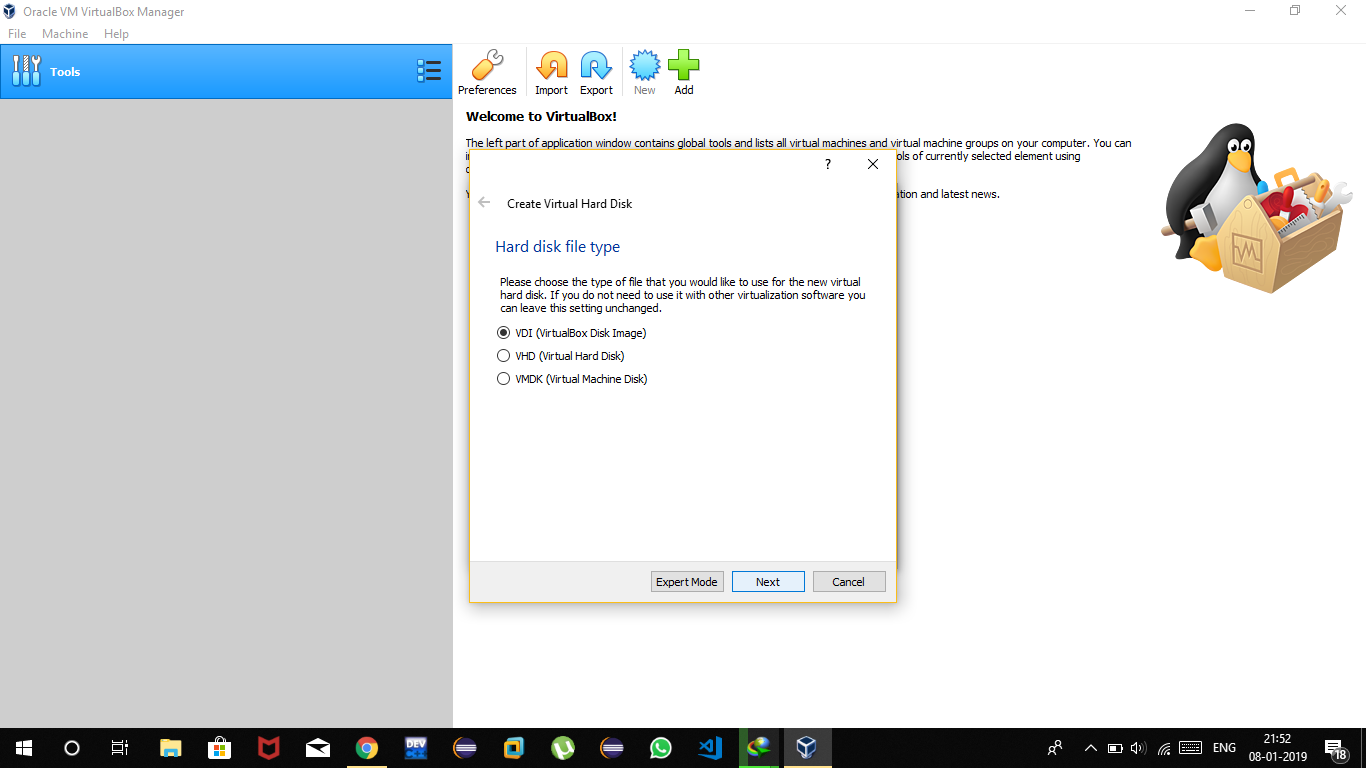 Oracle VM VirtualBox Manager
File Machine Help
Tools
Preferences Import Export New Add
Welcome to VirtualBox!
The left part of application window contains global tools and lists all virtual machines and virtual machine groups on your computer. You can
ols of currently selected element using
ation and latest news.
?
Create Virtual Hard Disk
Hard disk file type
Please choose the type of file that you would like to use for the new virtual
hard disk. If you do not need to use it with other virtualization software you
can leave this setting unchanged.
VDI (VirtualBox Disk Image)
VHD (Virtual Hard Disk)
VMDK (Virtual Machine Disk)
Expert Mode Next Cancel
DEV
ENG
21:52
08-01-2019
18